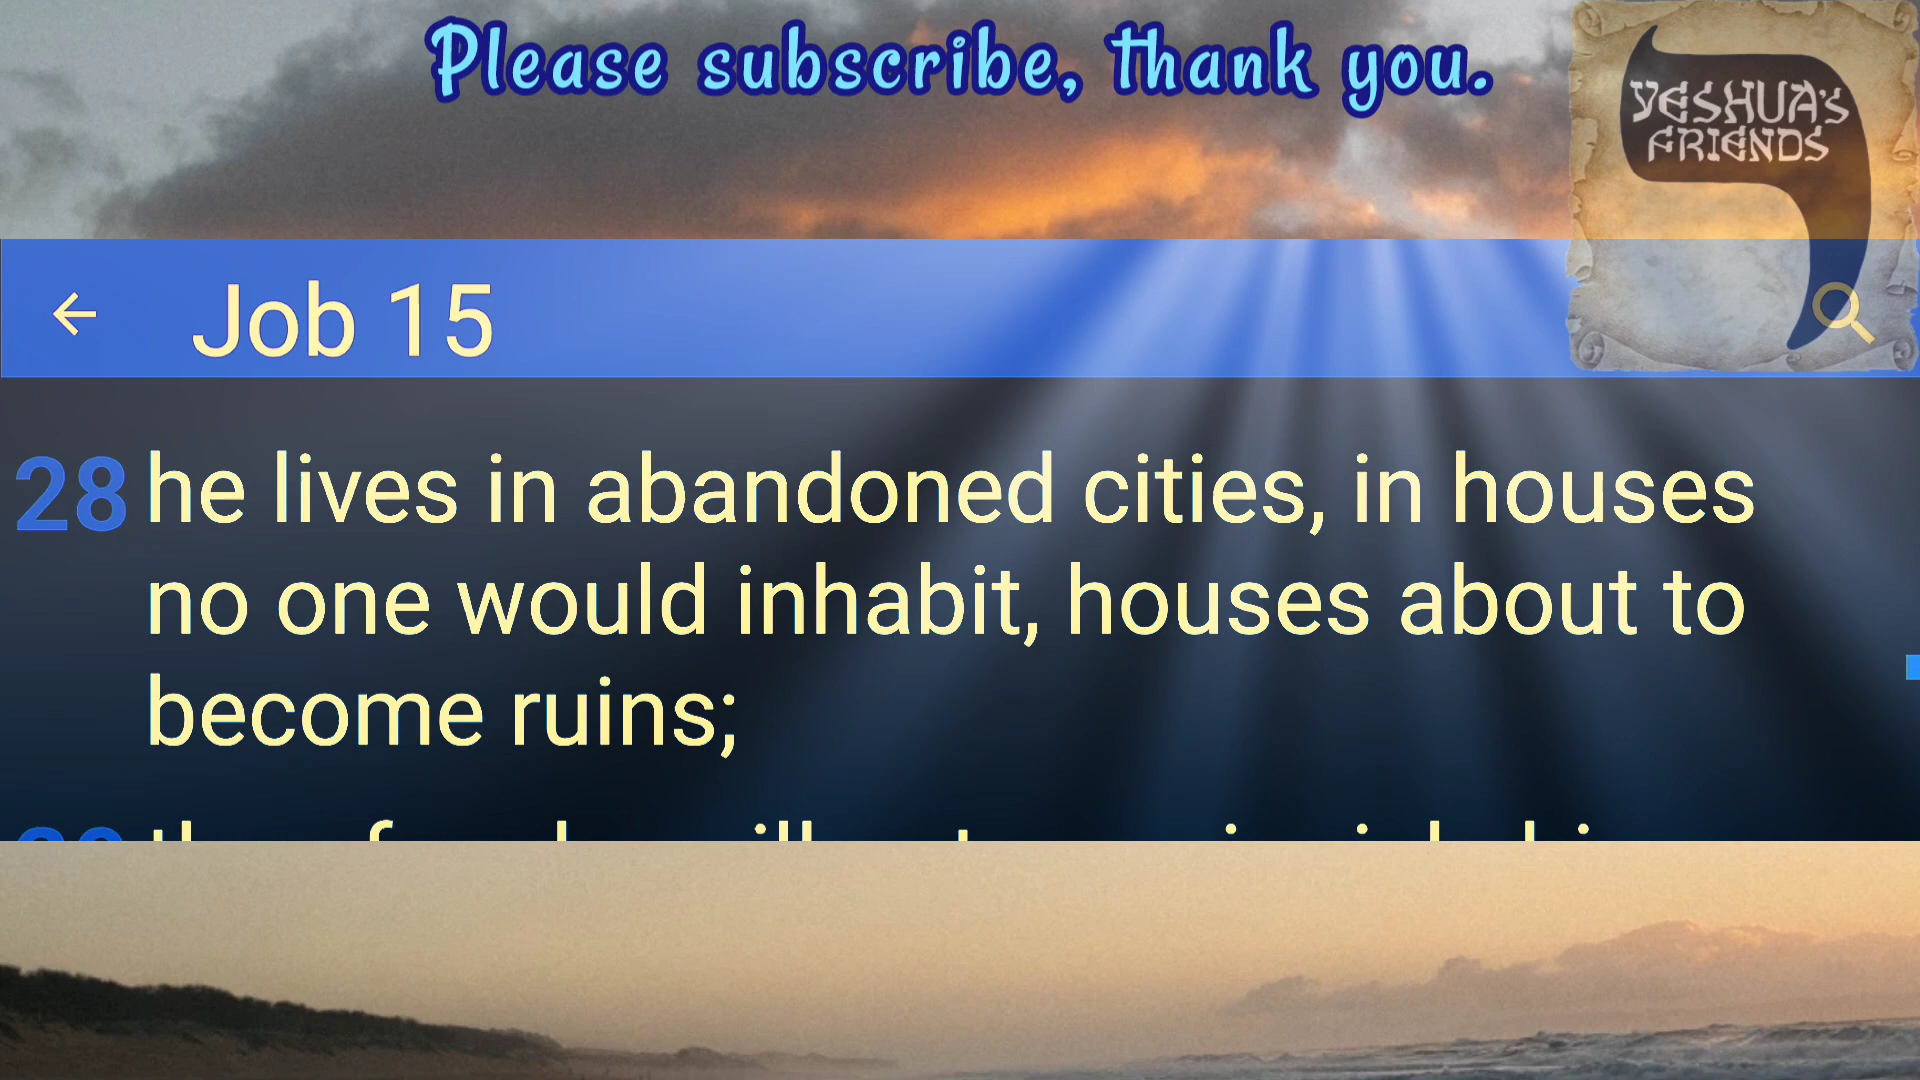 Please subscribe, thank you.
YESHUA'S
FRIENDS
Job 15
28 he lives in abandoned cities, in houses
no one would inhabit, houses about to
become ruins;